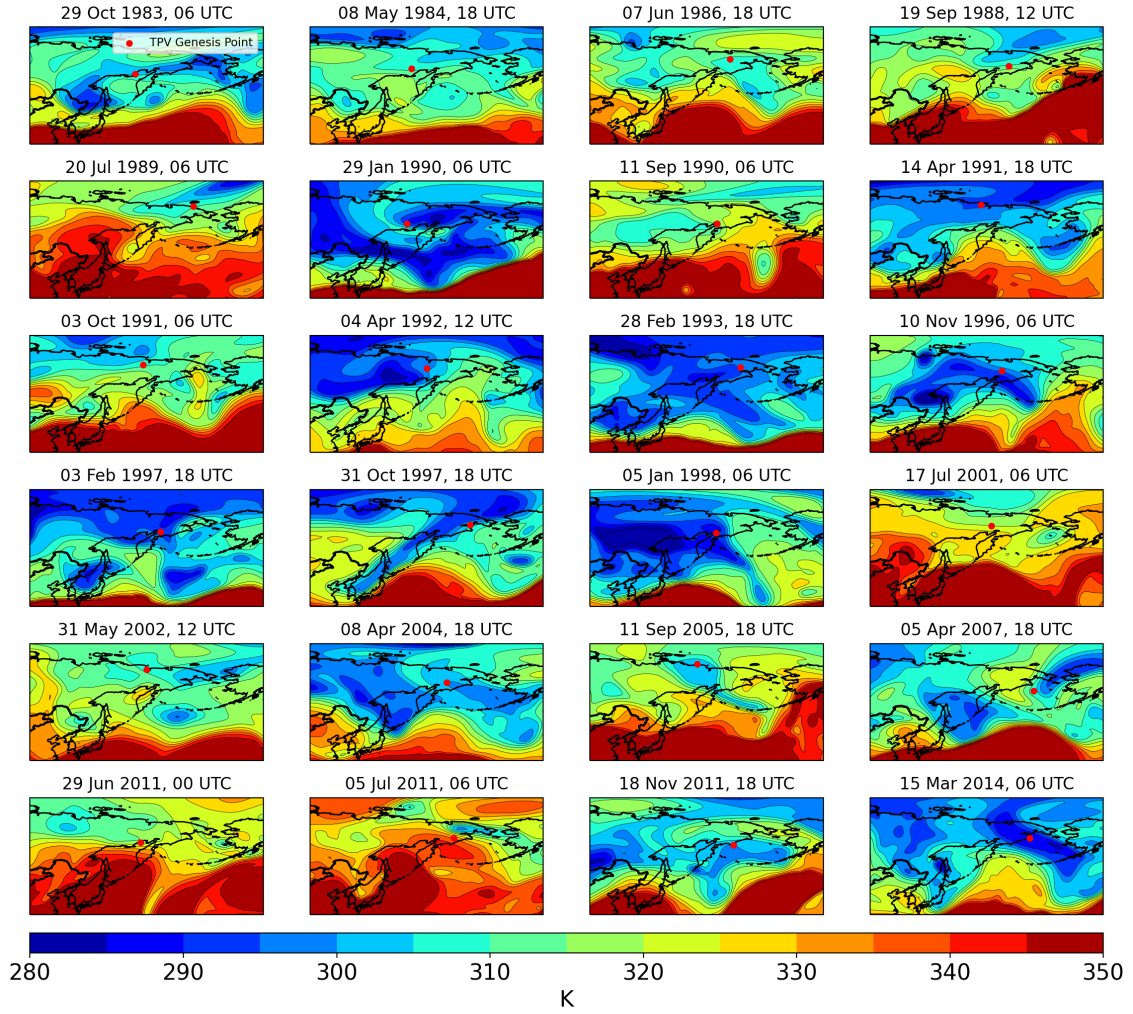 29 Oct 1983, 06 UTC
08 May 1984, 18 UTC
07 Jun 1986, 18 UTC
19 Sep 1988, 12 UTC
TPV Genesis Point
20 Jul 1989, 06 UTC
29 Jan 1990, 06 UTC
11 Sep 1990, 06 UTC
14 Apr 1991, 18 UTC
03 Oct 1991, 06 UTC
04 Apr 1992, 12 UTC
28 Feb 1993, 18 UTC
10 Nov 1996, 06 UTC
03 Feb 1997, 18 UTC
31 Oct 1997, 18 UTC
05 Jan 1998, 06 UTC
17 Jul 2001, 06 UTC
31 May 2002, 12 UTC
08 Apr 2004, 18 UTC
11 Sep 2005, 18 UTC
05 Apr 2007, 18 UTC
29 Jun 2011, 00 UTC
05 Jul 2011, 06 UTC
18 Nov 2011, 18 UTC
15 Mar 2014, 06 UTC
280 290 300 310 320 330 340 350
K